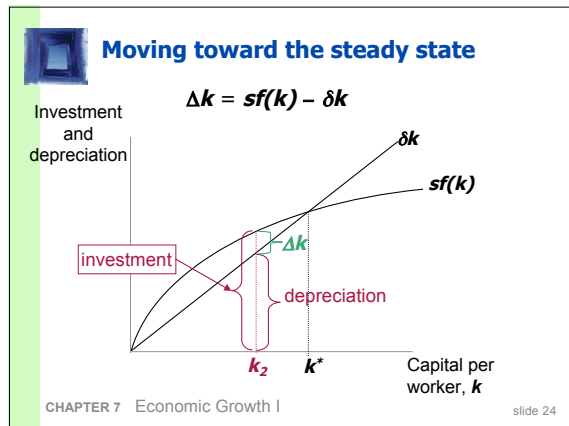 Moving toward the steady state
Δk = sf(k) – δk
Investment
and
depreciation
δk
sf(k)
Δk
investment
depreciation
k2
k*
Capital per
worker, k
CHAPTER 7 Economic Growth I
slide 24